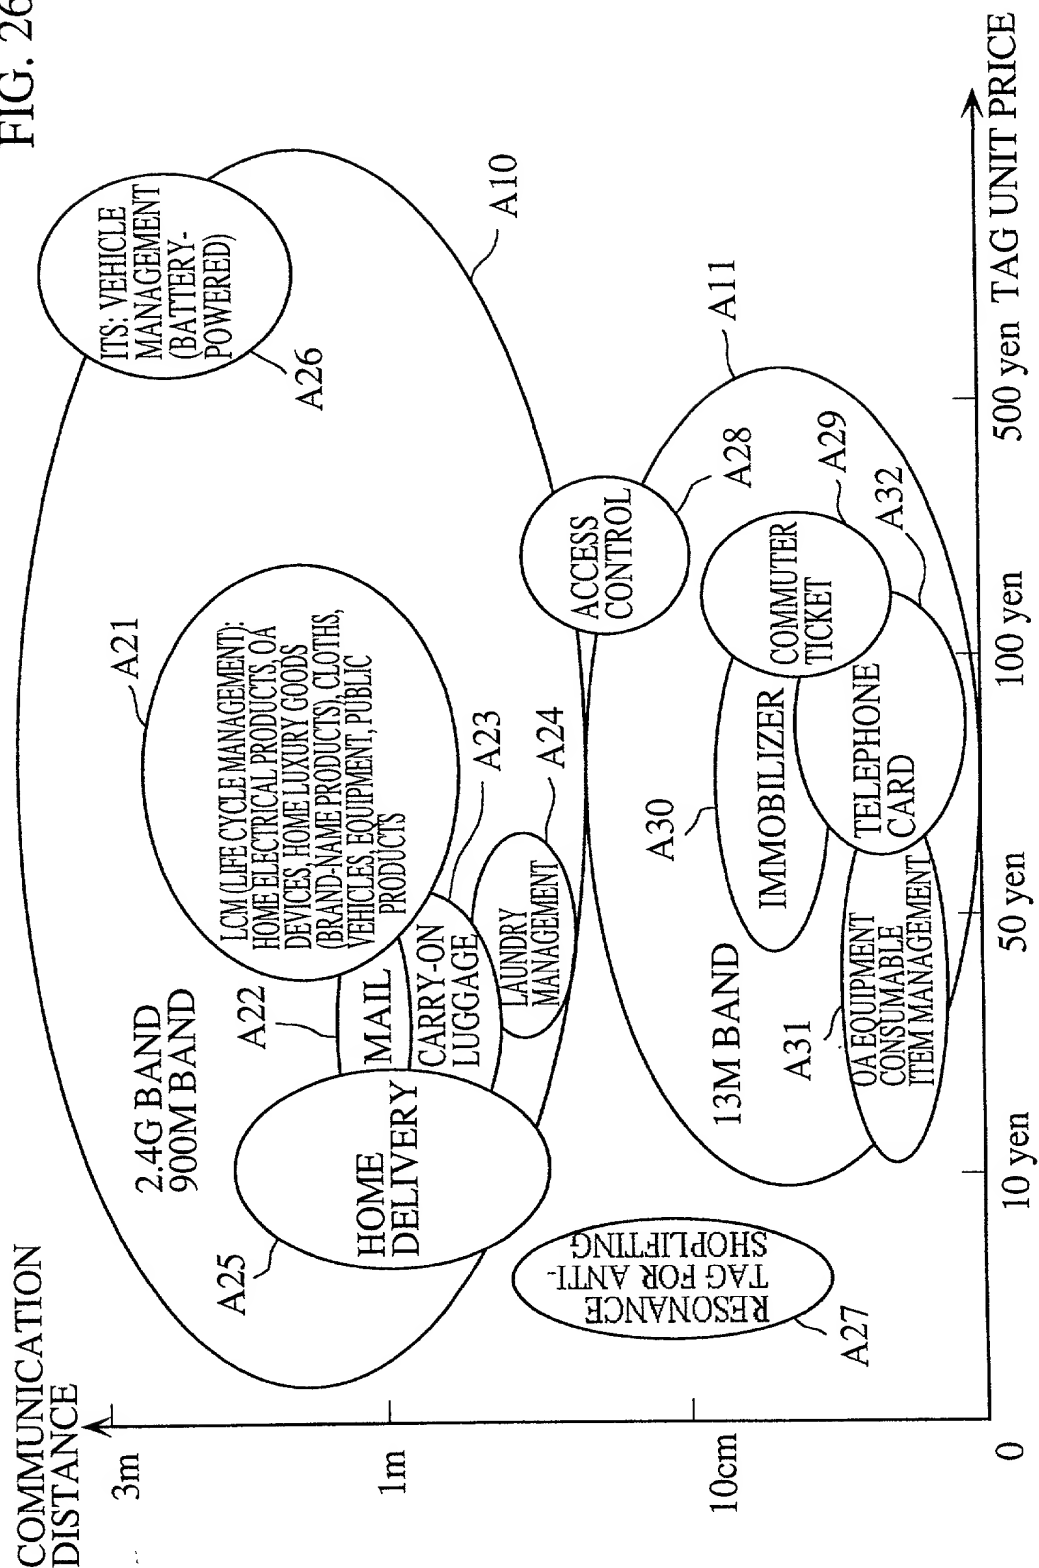 FIG. 26
COMMUNICATION
DISTANCE
3m
1m
10cm
0
10 yen
50 yen
100 yen
500 yen
TAG UNIT PRICE
2.4G BAND
900M BAND
A10
ITS: VEHICLE
MANAGEMENT
(BATTERY-
POWERED)
A26
A21
LCM (LIFE CYCLE MANAGEMENT):
HOME ELECTRICAL PRODUCTS, OA
DEVICES, HOME LUXURY GOODS
(BRAND-NAME PRODUCTS), CLOTHS,
VEHICLES, EQUIPMENT, PUBLIC
PRODUCTS
A22
MAIL
A23
CARRY-ON
LUGGAGE
A24
LAUNDRY
MANAGEMENT
A25
HOME
DELIVERY
RESONANCE
TAG FOR ANTI-
SHOPLIFTING
A27
ACCESS
CONTROL
A28
A11
13M BAND
A30
IMMOBILIZER
COMMUTER
TICKET
A29
A32
TELEPHONE
CARD
A31
OA EQUIPMENT
CONSUMABLE
ITEM MANAGEMENT